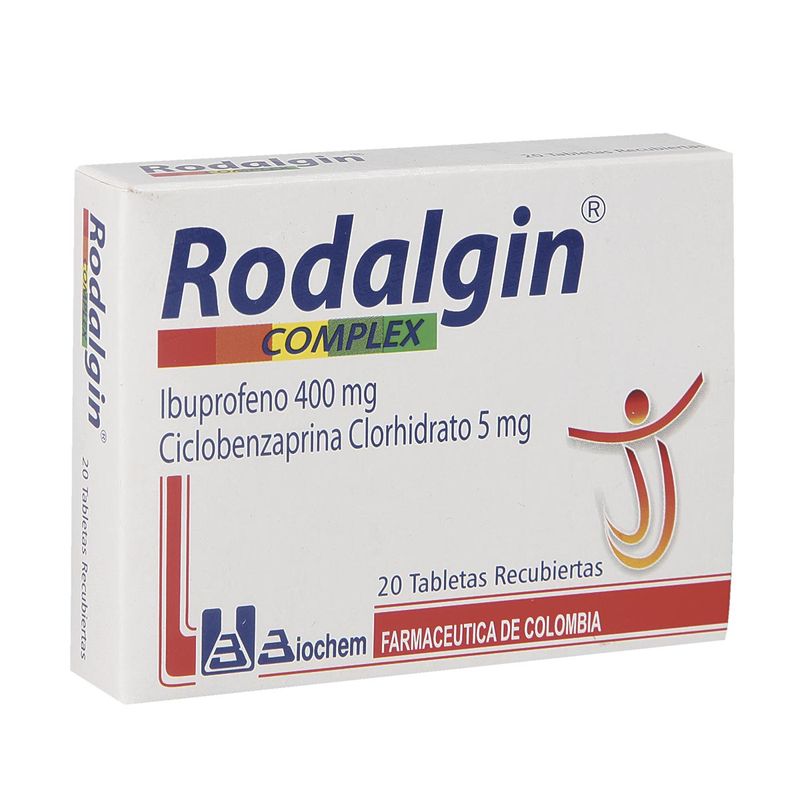 Rodalgin®
COMPLEX
20 Tabletas Recubiertas
Rodalgin®
COMPLEX
Ibuprofeno 400 mg
Ciclobenzaprina Clorhidrato 5 mg
20 Tabletas Recubiertas
Biochem
FARMACEUTICA DE COLOMBIA
Rodalgin®
COMPLEX
20 Tabletas Recubiertas